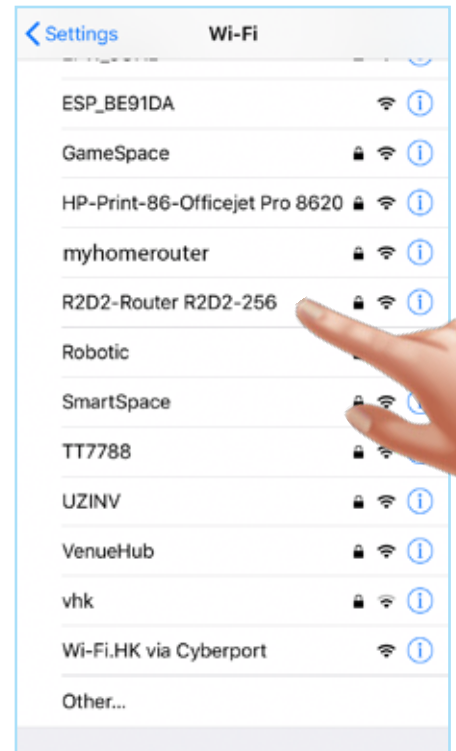 Settings
Wi-Fi
ESP_BE91DA
GameSpace
HP-Print-86-Officejet Pro 8620
myhomerouter
R2D2-Router R2D2-256
Robotic
SmartSpace
TT7788
UZINV
VenueHub
vhk
Wi-Fi.HK via Cyberport
Other...